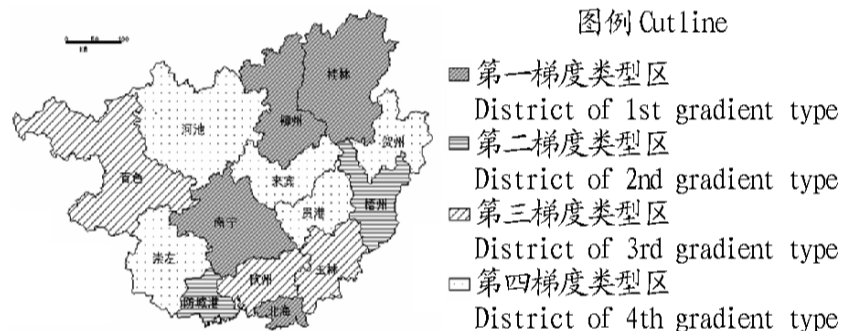 图例 Cutline
第一梯度类型区
District of 1st gradient type
第二梯度类型区
District of 2nd gradient type
第三梯度类型区
District of 3rd gradient type
第四梯度类型区
District of 4th gradient type
桂林
柳州
河池
贺州
百色
来宾
梧州
贵港
南宁
崇左
玉林
钦州
防城港
北海